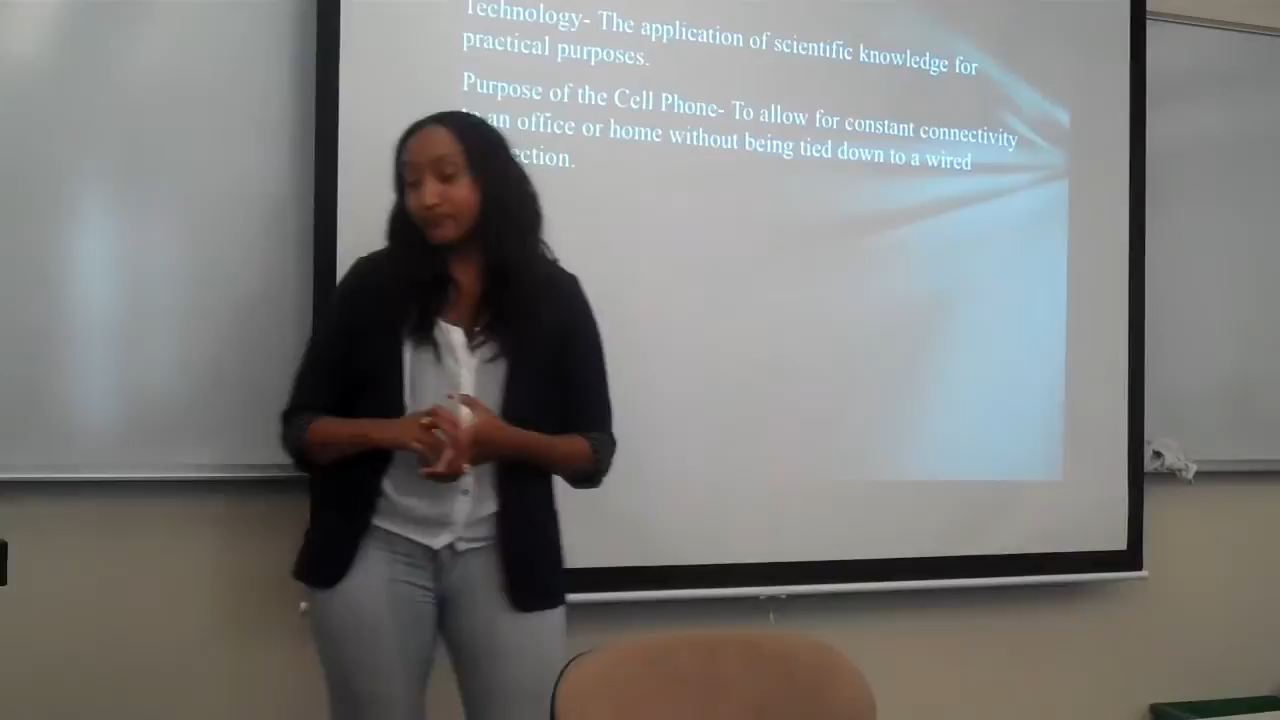 Technology- The application of scientific knowledge for
practical purposes.
Purpose of the Cell Phone- To allow for constant connectivity
an office or home without being tied down to a wired